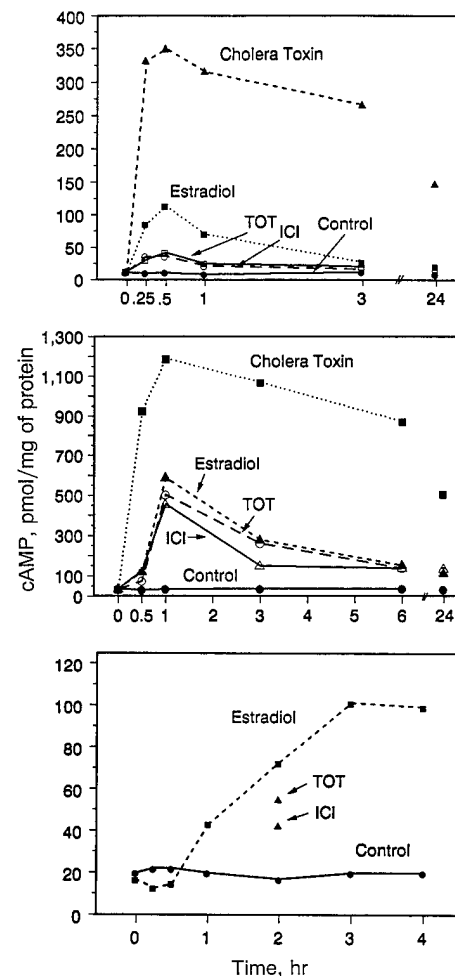 400
350
300
250
200
150
100
50
0
Cholera Toxin
Estradiol
TOT
ICI
Control
0 .25 .5 1 3 24
cAMP, pmol/mg of protein
1,300
1,100
900
700
500
300
100
0
Cholera Toxin
Estradiol
TOT
ICI
Control
0 0.5 1 2 3 4 5 6 24
120
100
80
60
40
20
0
Estradiol
TOT
ICI
Control
0 1 2 3 4
Time, hr